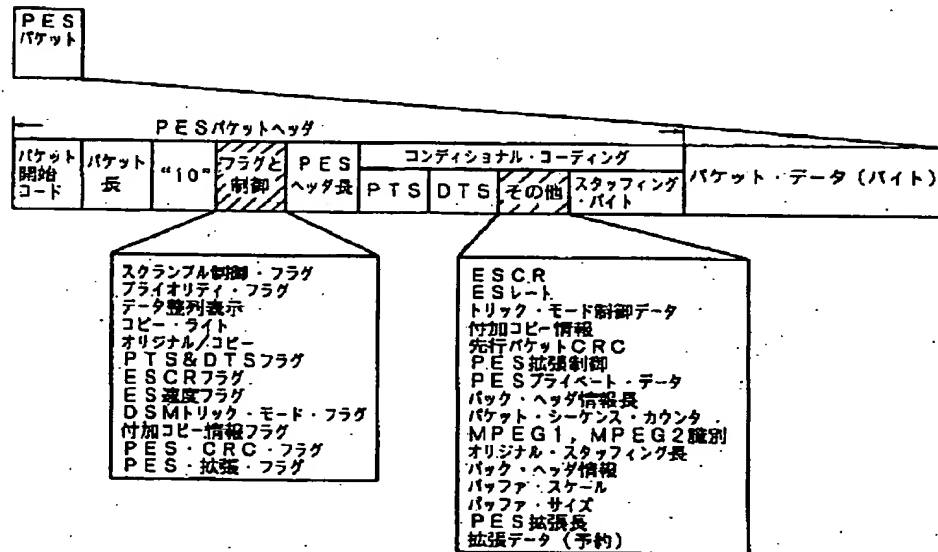 PES
パケット
PESパケットヘッダ
パケット
開始
コード
パケット
長
“10”
フラグと
制御
PES
ヘッダ長
コンディショナル・コーディング
PTS
DTS
その他
スタッフィング
・バイト
パケット・データ(バイト)
スクランブル制御・フラグ
プライオリティ・フラグ
データ整列表示
コピー・ライト
オリジナル/コピー
PTS&DTSフラグ
ESCRフラグ
ES速度フラグ
DSMトリック・モード・フラグ
付加コピー情報フラグ
PES・CRC・フラグ
PES・拡張・フラグ
ESCR
ESレート
トリック・モード制御データ
付加コピー情報
先行パケットCRC
PES拡張制御
PESプライベート・データ
パック・ヘッダ情報長
パケット・シーケンス・カウンタ
MPEG1,MPEG2識別
オリジナル・スタッフィング長
パック・ヘッダ情報
バッファ・スケール
バッファ・サイズ
PES拡張長
拡張データ(予約)